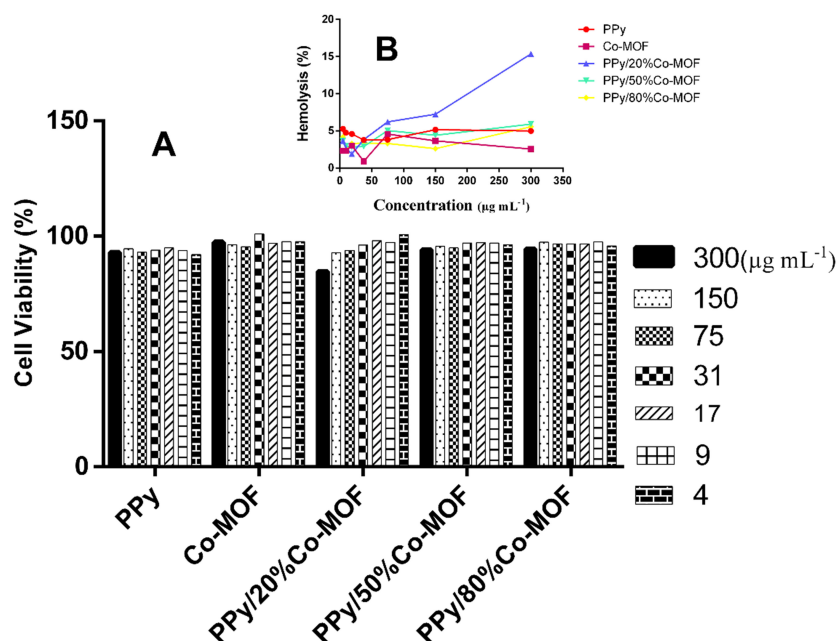 B
20
15
10
5
0
Hemolysis (%)
0 50 100 150 200 250 300 350
Concentration (µg mL-1)
PPy
Co-MOF
PPy/20%Co-MOF
PPy/50%Co-MOF
PPy/80%Co-MOF
A
150
100
50
0
Cell Viability (%)
PPy
Co-MOF
PPy/20%Co-MOF
PPy/50%Co-MOF
PPy/80%Co-MOF
300(µg mL-1)
150
75
31
17
9
4